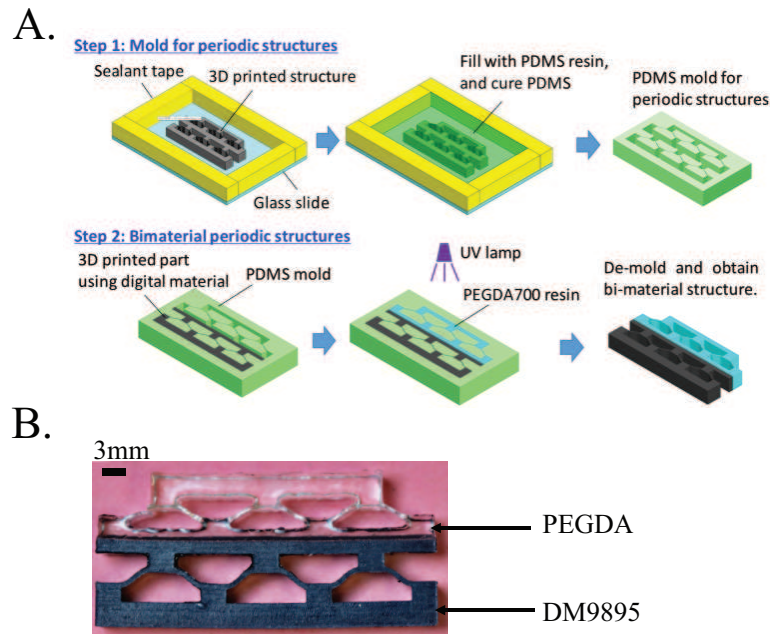 A.
Step 1: Mold for periodic structures
Sealant tape
3D printed structure
Glass slide
Fill with PDMS resin,
and cure PDMS
PDMS mold for
periodic structures
Step 2: Bimaterial periodic structures
3D printed part
using digital material
PDMS mold
UV lamp
PEGDA700 resin
De-mold and obtain
bi-material structure.
B.
3mm
PEGDA
DM9895